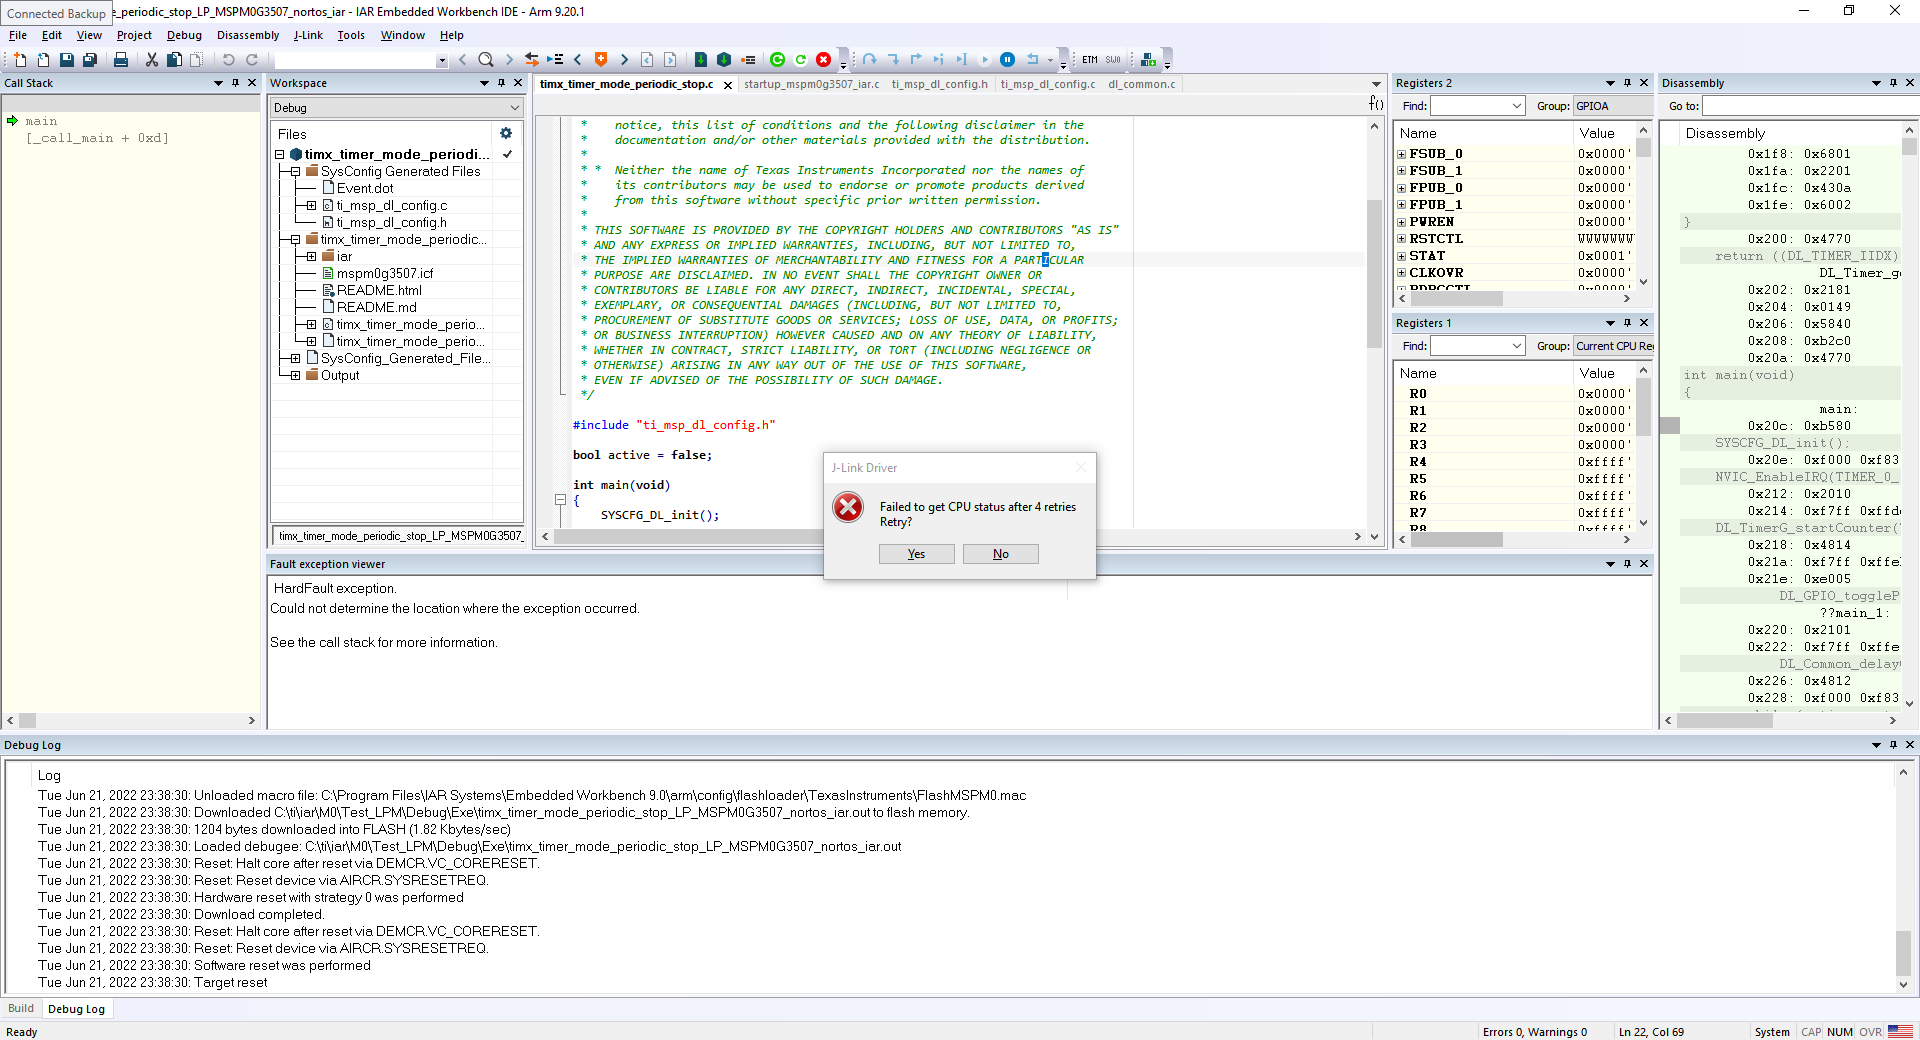 Connected Backup
e_periodic_stop_LP_MSPM0G3507_nortos_iar - IAR Embedded Workbench IDE - Arm 9.20.1
File Edit View Project Debug Disassembly J-Link Tools Window Help
ETM SWO
Call Stack
main
[_call_main + 0xd]
Workspace
Debug
Files
timx_timer_mode_periodi...
SysConfig Generated Files
Event.dot
ti_msp_dl_config.c
ti_msp_dl_config.h
timx_timer_mode_periodic...
iar
mspm0g3507.icf
README.html
README.md
timx_timer_mode_perio...
timx_timer_mode_perio...
SysConfig_Generated_File...
Output
timx_timer_mode_periodic_stop_LP_MSPM0G3507_
timx_timer_mode_periodic_stop.c startup_mspm0g3507_iar.c ti_msp_dl_config.h ti_msp_dl_config.c dl_common.c
f()
* notice, this list of conditions and the following disclaimer in the
* documentation and/or other materials provided with the distribution.
*
* * Neither the name of Texas Instruments Incorporated nor the names of
* its contributors may be used to endorse or promote products derived
* from this software without specific prior written permission.
*
* THIS SOFTWARE IS PROVIDED BY THE COPYRIGHT HOLDERS AND CONTRIBUTORS "AS IS"
* AND ANY EXPRESS OR IMPLIED WARRANTIES, INCLUDING, BUT NOT LIMITED TO,
* THE IMPLIED WARRANTIES OF MERCHANTABILITY AND FITNESS FOR A PARTICULAR
* PURPOSE ARE DISCLAIMED. IN NO EVENT SHALL THE COPYRIGHT OWNER OR
* CONTRIBUTORS BE LIABLE FOR ANY DIRECT, INDIRECT, INCIDENTAL, SPECIAL,
* EXEMPLARY, OR CONSEQUENTIAL DAMAGES (INCLUDING, BUT NOT LIMITED TO,
* PROCUREMENT OF SUBSTITUTE GOODS OR SERVICES; LOSS OF USE, DATA, OR PROFITS;
* OR BUSINESS INTERRUPTION) HOWEVER CAUSED AND ON ANY THEORY OF LIABILITY,
* WHETHER IN CONTRACT, STRICT LIABILITY, OR TORT (INCLUDING NEGLIGENCE OR
* OTHERWISE) ARISING IN ANY WAY OUT OF THE USE OF THIS SOFTWARE,
* EVEN IF ADVISED OF THE POSSIBILITY OF SUCH DAMAGE.
*/
#include "ti_msp_dl_config.h"
bool active = false;
int main(void)
{
SYSCFG_DL_init();
J-Link Driver
Failed to get CPU status after 4 retries
Retry?
Yes No
Registers 2
Find: Group: GPIOA
Name Value
FSUB_0 0x0000'
FSUB_1 0x0000'
FPUB_0 0x0000'
FPUB_1 0x0000'
PWREN 0x0000'
RSTCTL WWWWWWW'
STAT 0x0001'
CLKOVR 0x0000'
PDBGCTL 0x0000'
Registers 1
Find: Group: Current CPU Reg
Name Value
R0 0x0000'
R1 0x0000'
R2 0x0000'
R3 0x0000'
R4 0xffff'
R5 0xffff'
R6 0xffff'
R7 0xffff'
R8 0xffff'
Disassembly
Go to:
Disassembly
0x1f8: 0x6801
0x1fa: 0x2201
0x1fc: 0x430a
0x1fe: 0x6002
}
0x200: 0x4770
return ((DL_TIMER_IIDX)
DL_Timer_ge
0x202: 0x2181
0x204: 0x0149
0x206: 0x5840
0x208: 0xb2c0
0x20a: 0x4770
int main(void)
{
main:
0x20c: 0xb580
SYSCFG_DL_init();
0x20e: 0xf000 0xf83
NVIC_EnableIRQ(TIMER_0_
0x212: 0x2010
0x214: 0xf7ff 0xffd
DL_TimerG_startCounter(
0x218: 0x4814
0x21a: 0xf7ff 0xffe
0x21e: 0xe005
DL_GPIO_toggleP
??main_1:
0x220: 0x2101
0x222: 0xf7ff 0xffe
DL_Common_delay
0x226: 0x4812
0x228: 0xf000 0xf83
Fault exception viewer
HardFault exception.
Could not determine the location where the exception occurred.
See the call stack for more information.
Debug Log
Log
Tue Jun 21, 2022 23:38:30: Unloaded macro file: C:\Program Files\IAR Systems\Embedded Workbench 9.0\arm\config\flashloader\TexasInstruments\FlashMSPM0.mac
Tue Jun 21, 2022 23:38:30: Downloaded C:\ti\iar\M0\Test_LPM\Debug\Exe\timx_timer_mode_periodic_stop_LP_MSPM0G3507_nortos_iar.out to flash memory.
Tue Jun 21, 2022 23:38:30: 1204 bytes downloaded into FLASH (1.82 Kbytes/sec)
Tue Jun 21, 2022 23:38:30: Loaded debugee: C:\ti\iar\M0\Test_LPM\Debug\Exe\timx_timer_mode_periodic_stop_LP_MSPM0G3507_nortos_iar.out
Tue Jun 21, 2022 23:38:30: Reset: Halt core after reset via DEMCR.VC_CORERESET.
Tue Jun 21, 2022 23:38:30: Reset: Reset device via AIRCR.SYSRESETREQ.
Tue Jun 21, 2022 23:38:30: Hardware reset with strategy 0 was performed
Tue Jun 21, 2022 23:38:30: Download completed.
Tue Jun 21, 2022 23:38:30: Reset: Halt core after reset via DEMCR.VC_CORERESET.
Tue Jun 21, 2022 23:38:30: Reset: Reset device via AIRCR.SYSRESETREQ.
Tue Jun 21, 2022 23:38:30: Software reset was performed
Tue Jun 21, 2022 23:38:30: Target reset
Build Debug Log
Ready Errors 0, Warnings 0 Ln 22, Col 69 System CAP NUM OVR